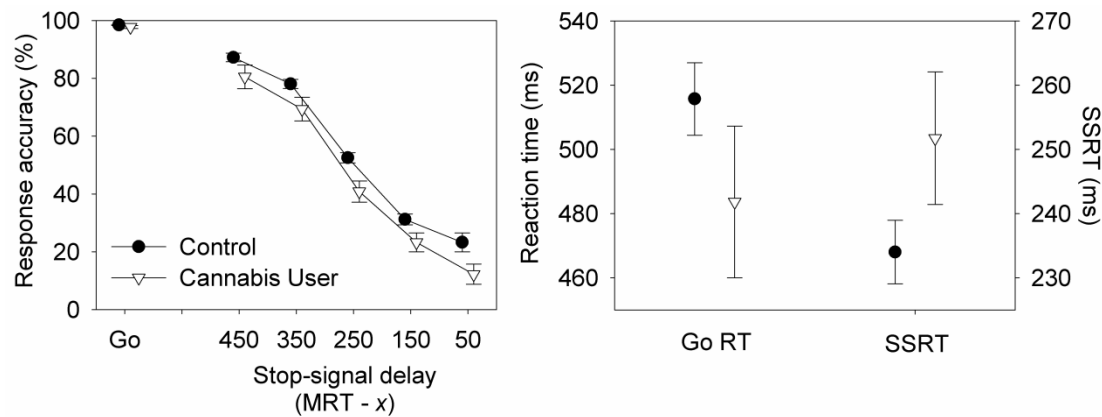 Response accuracy (%)
100
80
60
40
20
0
Control
Cannabis User
Go 450 350 250 150 50
Stop-signal delay
(MRT - x)
Reaction time (ms)
540
520
500
480
460
270
260
250
240
230
SSRT (ms)
Go RT SSRT